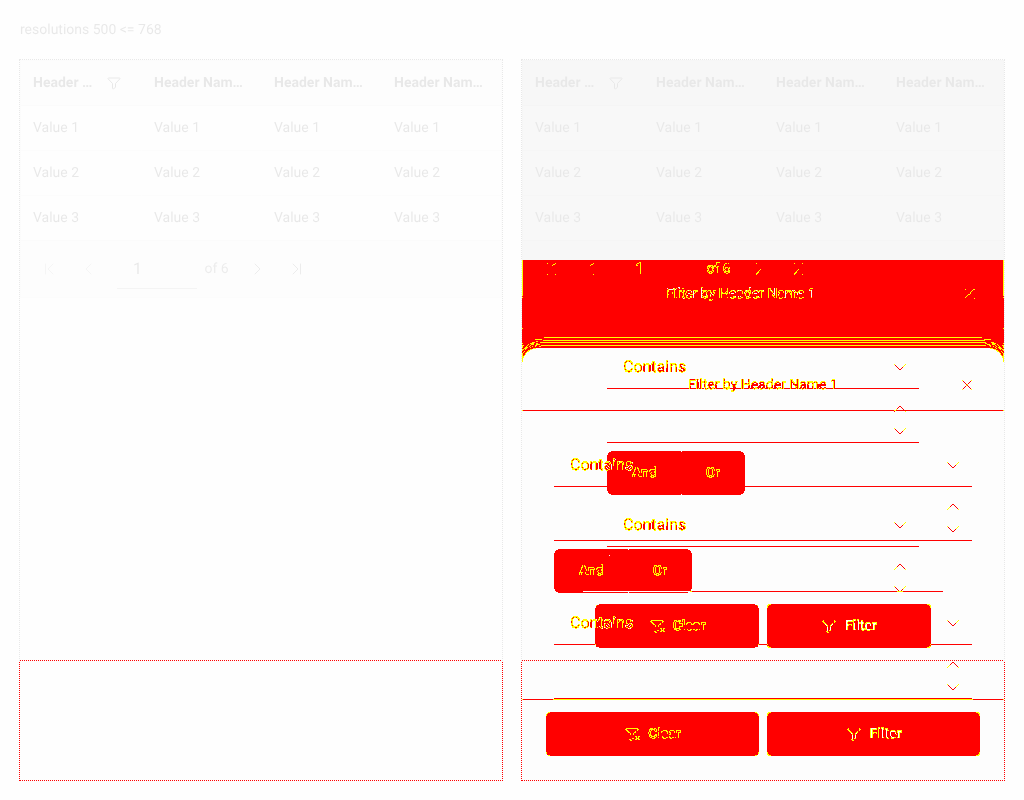 resolutions 500 <= 768
Header ... Header Nam... Header Nam... Header Nam...
Value 1 Value 1 Value 1 Value 1
Value 2 Value 2 Value 2 Value 2
Value 3 Value 3 Value 3 Value 3
1 of 6
Header ... Header Nam... Header Nam... Header Nam...
Value 1 Value 1 Value 1 Value 1
Value 2 Value 2 Value 2 Value 2
Value 3 Value 3 Value 3 Value 3
1 of 6
Filter by Header Name 1
Contains
Filter by Header Name 1
Contains
And Or
Contains
And Or
Contains
Clear Filter
Clear Filter